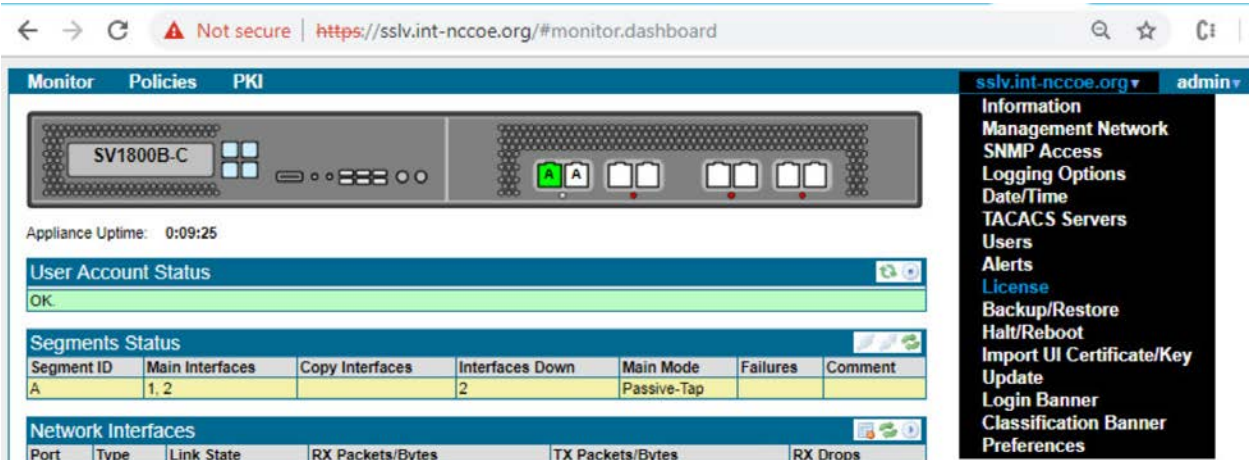 Not secure | https://sslv.int-nccoe.org/#monitor.dashboard
Monitor Policies PKI sslv.int-nccoe.org admin
SV1800B-C
A A
Appliance Uptime: 0:09:25
User Account Status
OK.
Segments Status
Segment ID Main Interfaces Copy Interfaces Interfaces Down Main Mode Failures Comment
A 1, 2 2 Passive-Tap
Network Interfaces
Port Type Link State RX Packets/Bytes TX Packets/Bytes RX Drops
Information
Management Network
SNMP Access
Logging Options
Date/Time
TACACS Servers
Users
Alerts
License
Backup/Restore
Halt/Reboot
Import UI Certificate/Key
Update
Login Banner
Classification Banner
Preferences